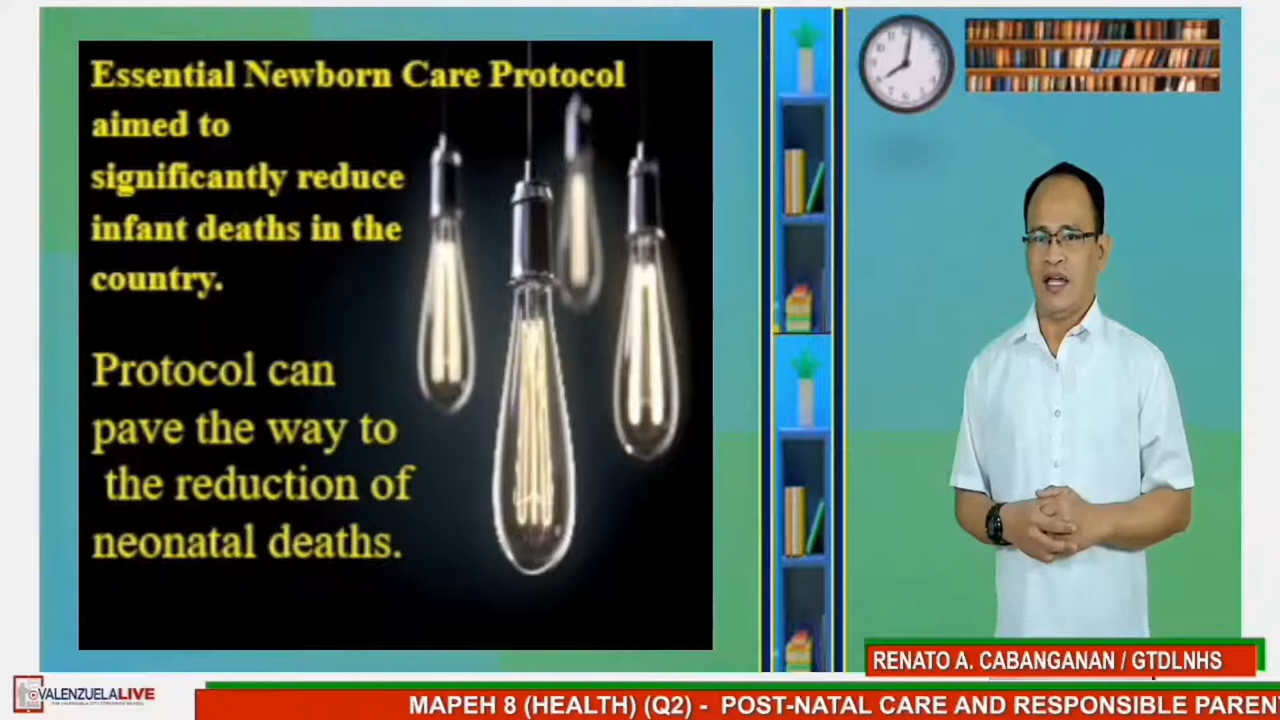 Essential Newborn Care Protocol
aimed to
significantly reduce
infant deaths in the
country.
Protocol can
pave the way to
the reduction of
neonatal deaths.
RENATO A. CABANGANAN / GTDLNHS
VALENZUELALIVE
MAPEH 8 (HEALTH) (Q2) - POST-NATAL CARE AND RESPONSIBLE PAREN